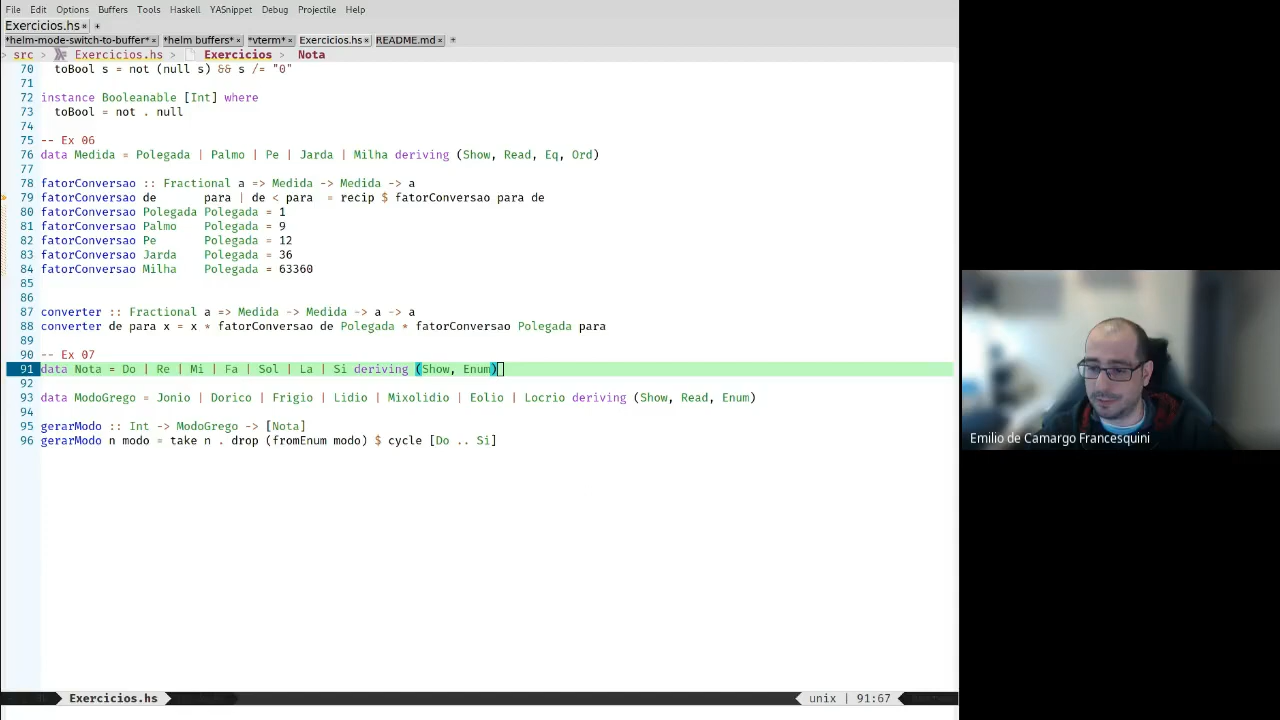 File Edit Options Buffers Tools Haskell YASnippet Debug Projectile Help
Exercicios.hs × +
*helm-mode-switch-to-buffer* × *helm buffers* × *vterm* × Exercicios.hs × README.md × +
src > Exercicios.hs > Exercicios > Nota
70 toBool s = not (null s) && s /= "0"
71
72 instance Booleanable [Int] where
73 toBool = not . null
74
75 -- Ex 06
76 data Medida = Polegada | Palmo | Pe | Jarda | Milha deriving (Show, Read, Eq, Ord)
77
78 fatorConversao :: Fractional a => Medida -> Medida -> a
79 fatorConversao de para | de < para = recip $ fatorConversao para de
80 fatorConversao Polegada Polegada = 1
81 fatorConversao Palmo Polegada = 9
82 fatorConversao Pe Polegada = 12
83 fatorConversao Jarda Polegada = 36
84 fatorConversao Milha Polegada = 63360
85
86
87 converter :: Fractional a => Medida -> Medida -> a -> a
88 converter de para x = x * fatorConversao de Polegada * fatorConversao Polegada para
89
90 -- Ex 07
91 data Nota = Do | Re | Mi | Fa | Sol | La | Si deriving (Show, Enum)
92
93 data ModoGrego = Jonio | Dorico | Frigio | Lidio | Mixolidio | Eolio | Locrio deriving (Show, Read, Enum)
94
95 gerarModo :: Int -> ModoGrego -> [Nota]
96 gerarModo n modo = take n . drop (fromEnum modo) $ cycle [Do .. Si]
Emilio de Camargo Francesquini
Exercicios.hs
unix | 91:67